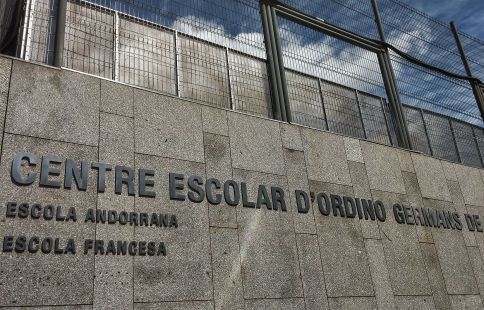 CENTRE ESCOLAR D'ORDINO GERMANS DE
ESCOLA ANDORRANA
ESCOLA FRANCESA